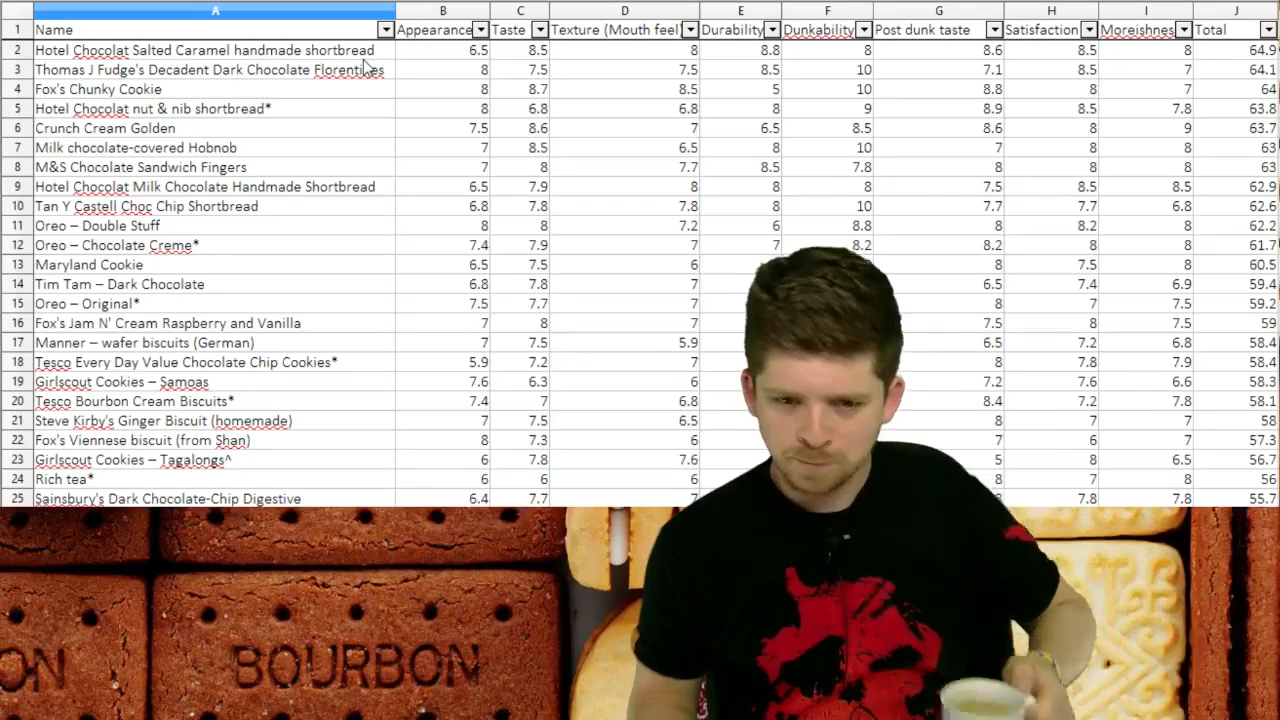 A B C D E F G H I J
1 Name Appearance Taste Texture (Mouth feel) Durability Dunkability Post dunk taste Satisfaction Moreishnes Total
2 Hotel Chocolat Salted Caramel handmade shortbread 6.5 8.5 8 8.8 8 8.6 8.5 8 64.9
3 Thomas J Fudge's Decadent Dark Chocolate Florentines 8 7.5 7.5 8.5 10 7.1 8.5 7 64.1
4 Fox's Chunky Cookie 8 8.7 8.5 5 10 8.8 8 7 64
5 Hotel Chocolat nut & nib shortbread* 8 6.8 6.8 8 9 8.9 8.5 7.8 63.8
6 Crunch Cream Golden 7.5 8.6 7 6.5 8.5 8.6 8 9 63.7
7 Milk chocolate-covered Hobnob 7 8.5 6.5 8 10 7 8 8 63
8 M&S Chocolate Sandwich Fingers 7 8 7.7 8.5 7.8 8 8 8 63
9 Hotel Chocolat Milk Chocolate Handmade Shortbread 6.5 7.9 8 8 8 7.5 8.5 8.5 62.9
10 Tan Y Castell Choc Chip Shortbread 6.8 7.8 7.8 8 10 7.7 7.7 6.8 62.6
11 Oreo – Double Stuff 8 8 7.2 6 8.8 8 8.2 8 62.2
12 Oreo – Chocolate Creme* 7.4 7.9 7 7 8.2 8.2 8 8 61.7
13 Maryland Cookie 6.5 7.5 6 8 7.5 8 60.5
14 Tim Tam – Dark Chocolate 6.8 7.8 7 6.5 7.4 6.9 59.4
15 Oreo – Original* 7.5 7.7 7 8 7 7.5 59.2
16 Fox's Jam N' Cream Raspberry and Vanilla 7 8 7 7.5 8 7.5 59
17 Manner – wafer biscuits (German) 7 7.5 5.9 6.5 7.2 6.8 58.4
18 Tesco Every Day Value Chocolate Chip Cookies* 5.9 7.2 7 8 7.8 7.9 58.4
19 Girlscout Cookies – Samoas 7.6 6.3 6 7.2 7.6 6.6 58.3
20 Tesco Bourbon Cream Biscuits* 7.4 7 6.8 8.4 7.2 7.8 58.1
21 Steve Kirby's Ginger Biscuit (homemade) 7 7.5 6.5 8 7 7 58
22 Fox's Viennese biscuit (from Shan) 8 7.3 6 7 6 7 57.3
23 Girlscout Cookies – Tagalongs^ 6 7.8 7.6 5 8 6.5 56.7
24 Rich tea* 6 6 6 8 7 8 56
25 Sainsbury's Dark Chocolate-Chip Digestive 6.4 7.7 7 8 7.8 7.8 55.7
ON BOURBON